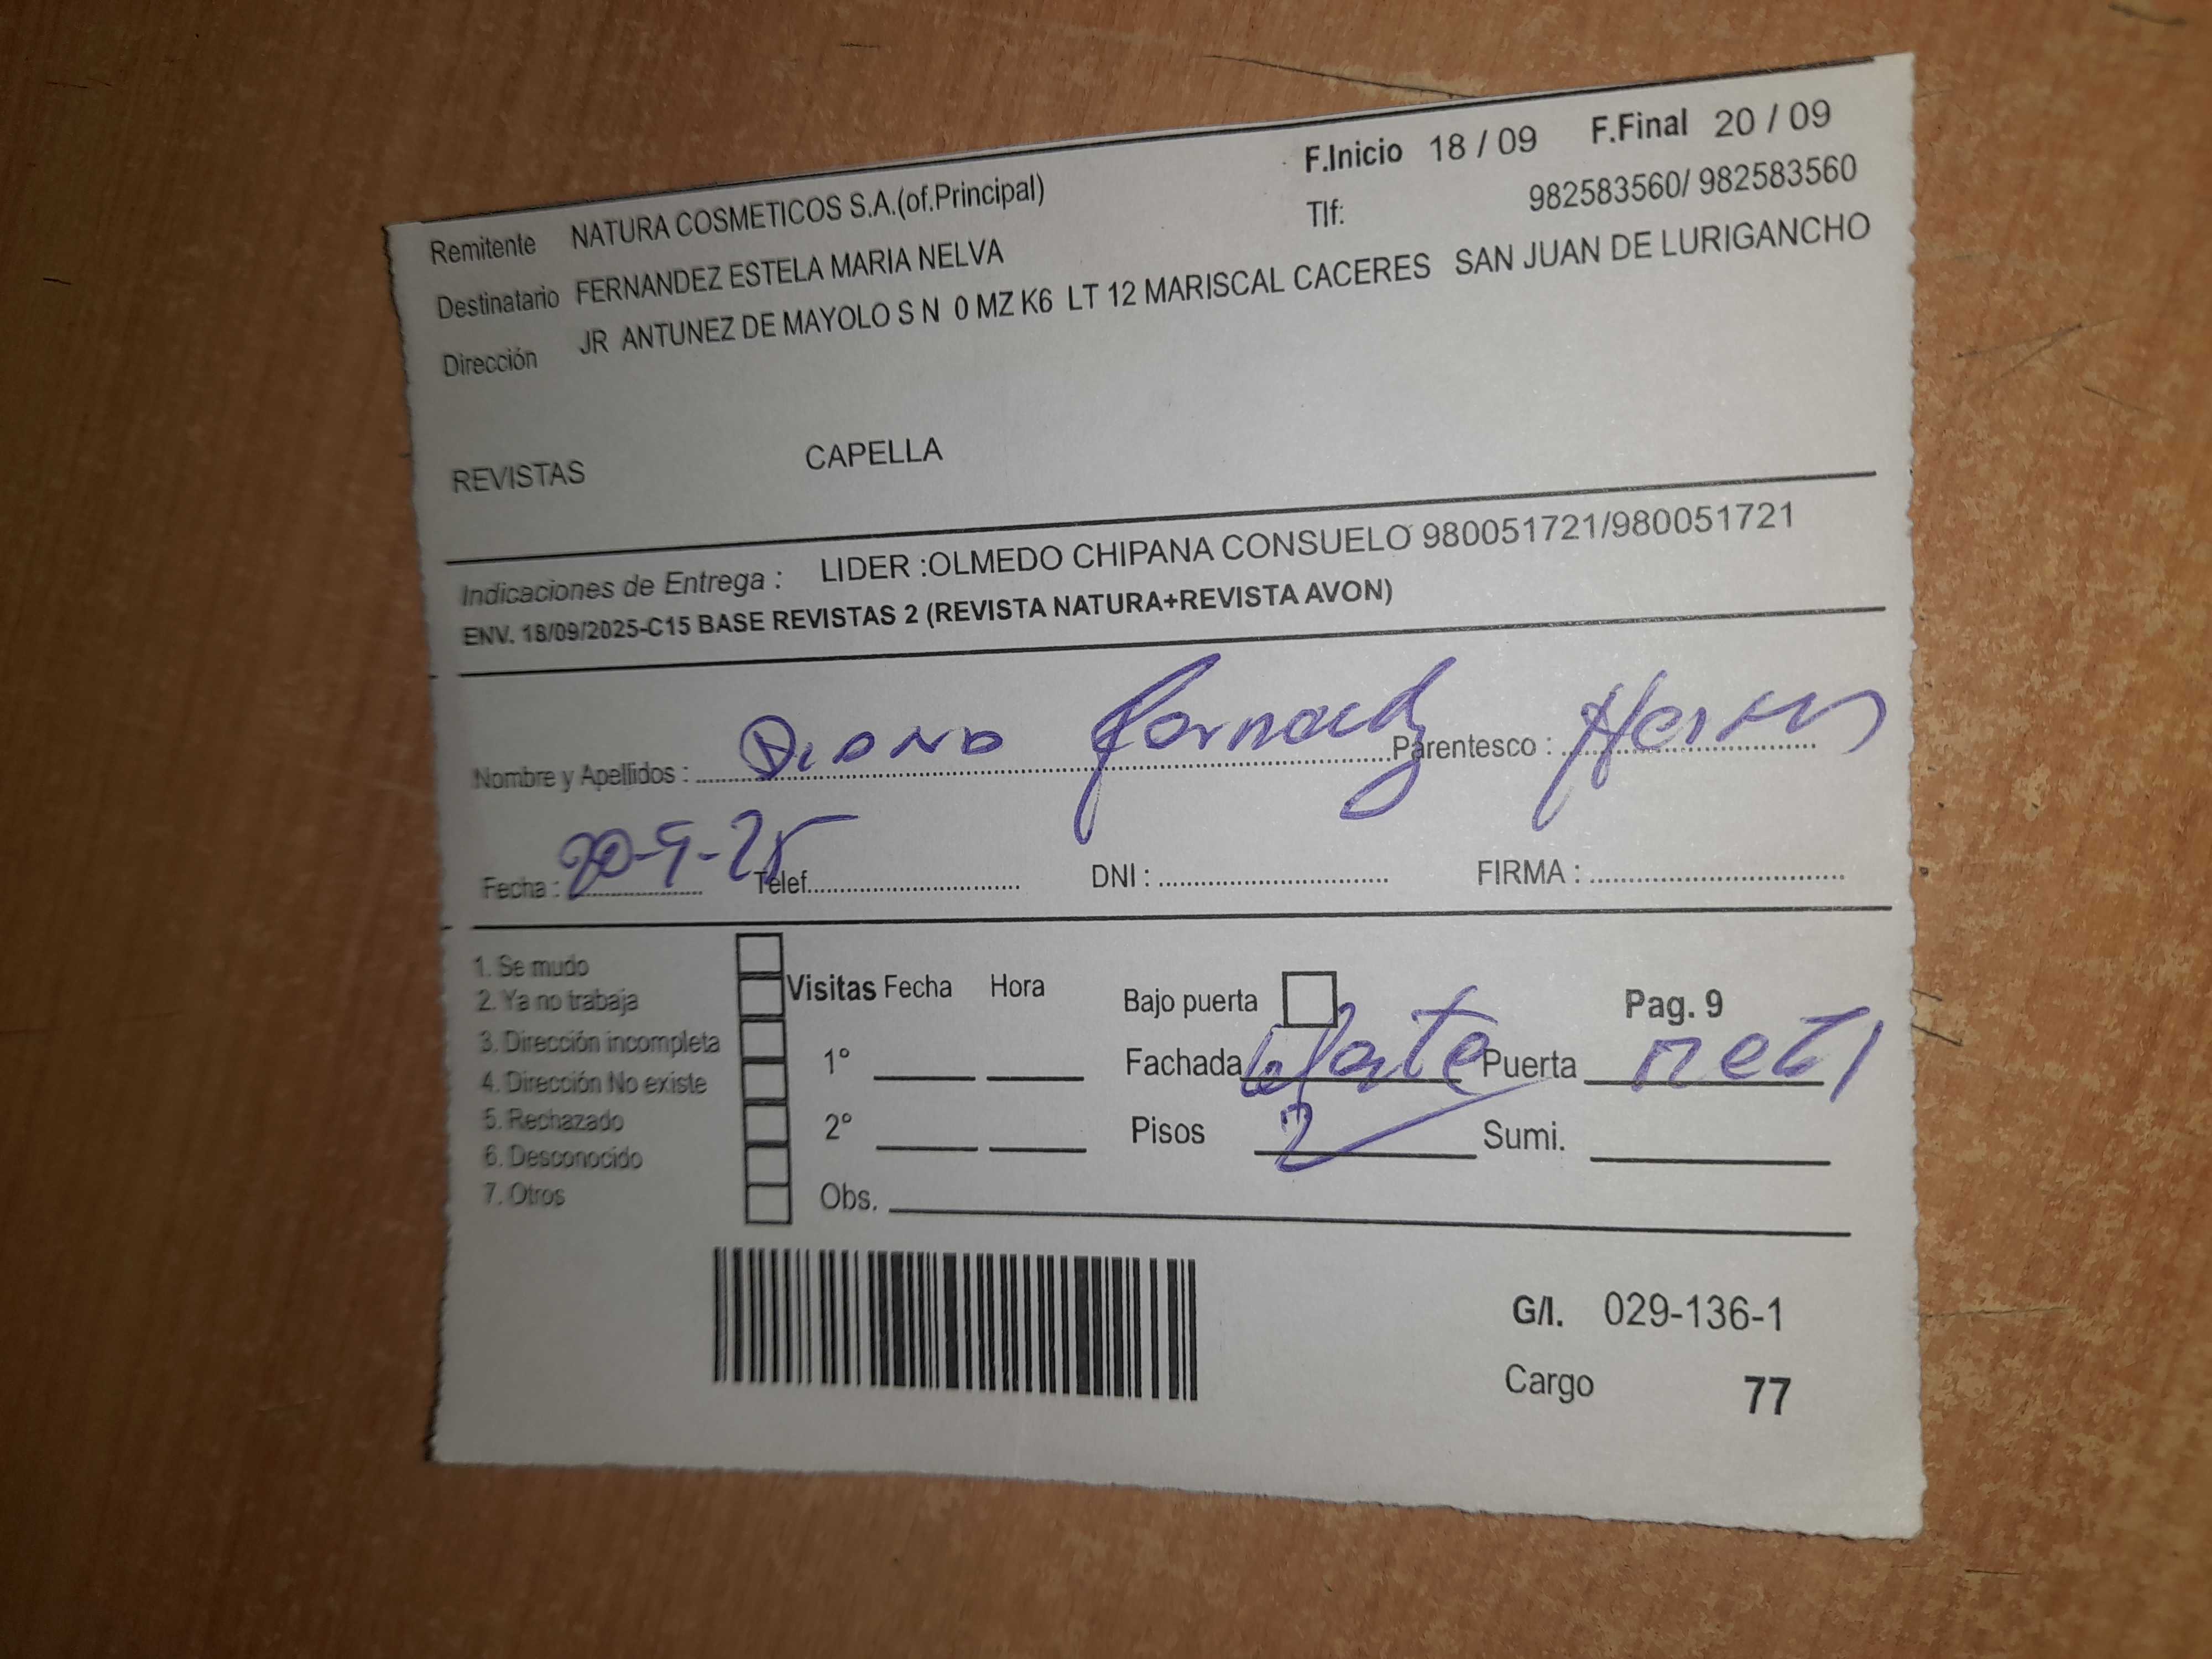 F.Inicio 18 / 09 F.Final 20 / 09
Remitente NATURA COSMETICOS S.A.(of.Principal) Tlf: 982583560/ 982583560
Destinatario FERNANDEZ ESTELA MARIA NELVA
Dirección JR ANTUNEZ DE MAYOLO S N 0 MZ K6 LT 12 MARISCAL CACERES SAN JUAN DE LURIGANCHO
REVISTAS CAPELLA
Indicaciones de Entrega : LIDER :OLMEDO CHIPANA CONSUELO 980051721/980051721
ENV. 18/09/2025-C15 BASE REVISTAS 2 (REVISTA NATURA+REVISTA AVON)
Nombre y Apellidos : Diana Parentesco :
Fecha : 20-9-25 Telef. DNI : FIRMA :
1. Se mudo
2. Ya no trabaja Visitas Fecha Hora Bajo puerta Pag. 9
3. Dirección incompleta 1° Fachada Puerta
4. Dirección No existe
5. Rechazado 2° Pisos 2 Sumi.
6. Desconocido
7. Otros Obs.
G/I. 029-136-1
Cargo 77